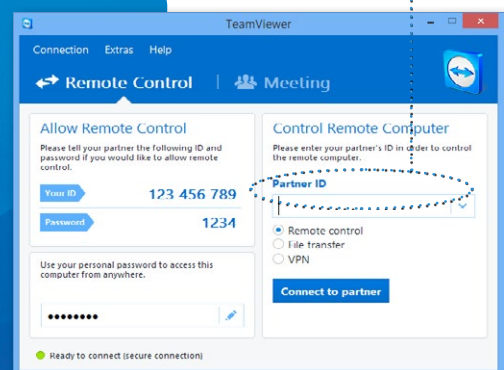 TeamViewer
Connection Extras Help
Remote Control
Meeting
Allow Remote Control
Please tell your partner the following ID and
password if you would like to allow remote
control.
Your ID 123 456 789
Password 1234
Use your personal password to access this
computer from anywhere.
Control Remote Computer
Please enter your partner's ID in order to control
the remote computer.
Partner ID
Remote control
File transfer
VPN
Connect to partner
Ready to connect (secure connection)